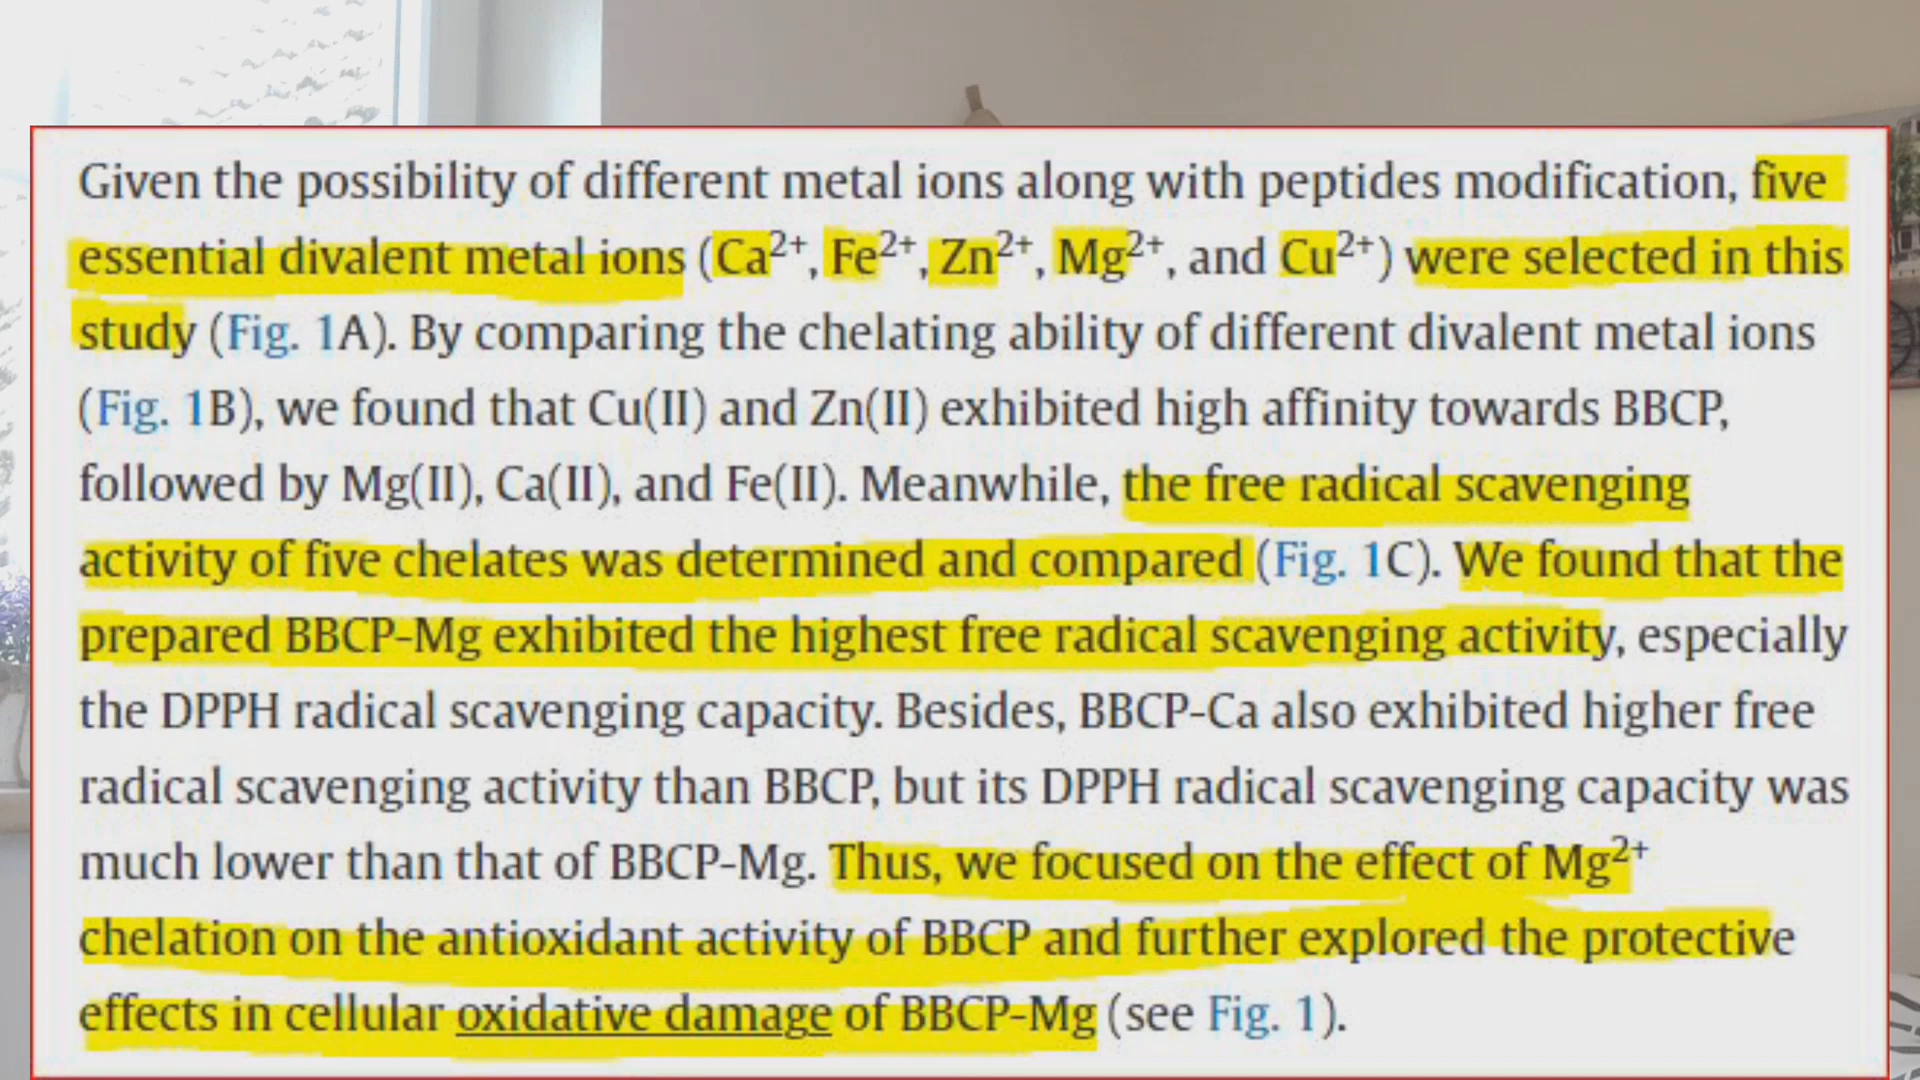 Given the possibility of different metal ions along with peptides modification, five
essential divalent metal ions (Ca²⁺, Fe²⁺, Zn²⁺, Mg²⁺, and Cu²⁺) were selected in this
study (Fig. 1A). By comparing the chelating ability of different divalent metal ions
(Fig. 1B), we found that Cu(II) and Zn(II) exhibited high affinity towards BBCP,
followed by Mg(II), Ca(II), and Fe(II). Meanwhile, the free radical scavenging
activity of five chelates was determined and compared (Fig. 1C). We found that the
prepared BBCP-Mg exhibited the highest free radical scavenging activity, especially
the DPPH radical scavenging capacity. Besides, BBCP-Ca also exhibited higher free
radical scavenging activity than BBCP, but its DPPH radical scavenging capacity was
much lower than that of BBCP-Mg. Thus, we focused on the effect of Mg²⁺
chelation on the antioxidant activity of BBCP and further explored the protective
effects in cellular oxidative damage of BBCP-Mg (see Fig. 1).